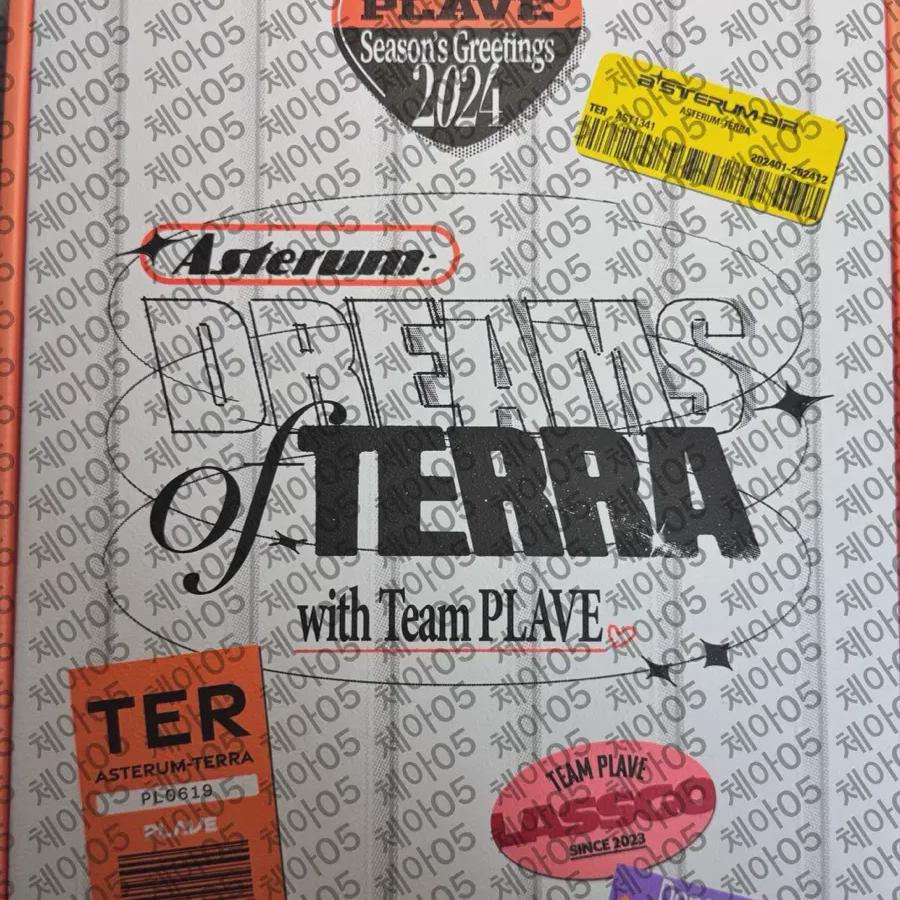 PLAVE
Season's Greetings
2024
asterum-air
ASTERUM-TERRA
TER AST1341
202401-202412
Asterum:
DREAMS
of TERRA
with Team PLAVE
TER
ASTERUM-TERRA
PL0619
PLAVE
TEAM PLAVE
SINCE 2023
체아05